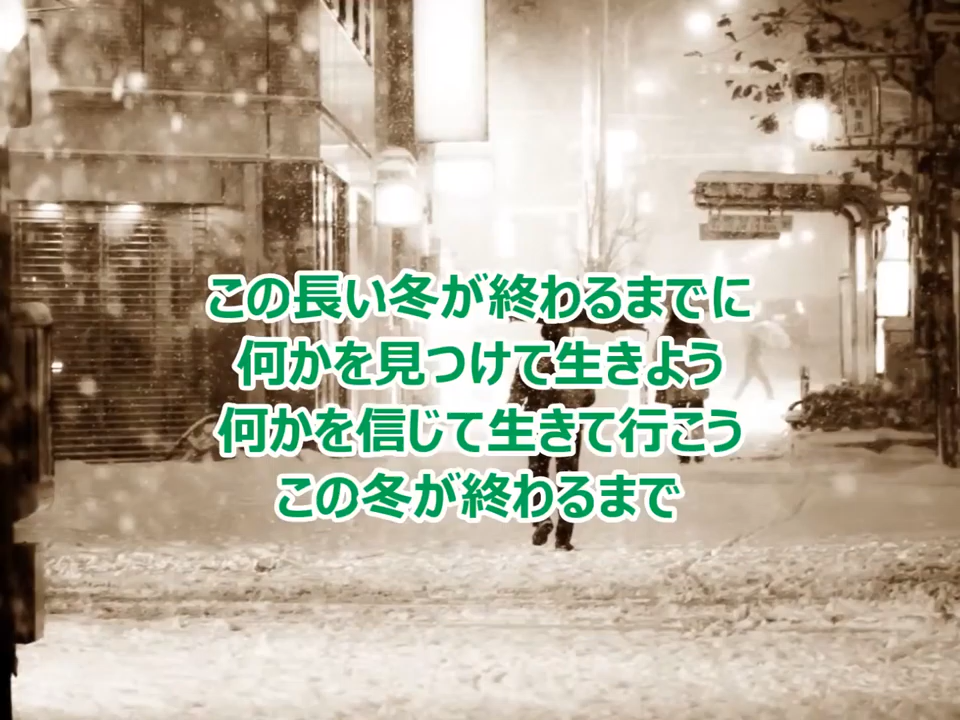 この長い冬が終わるまでに
何かを見つけて生きよう
何かを信じて生きて行こう
この冬が終わるまで